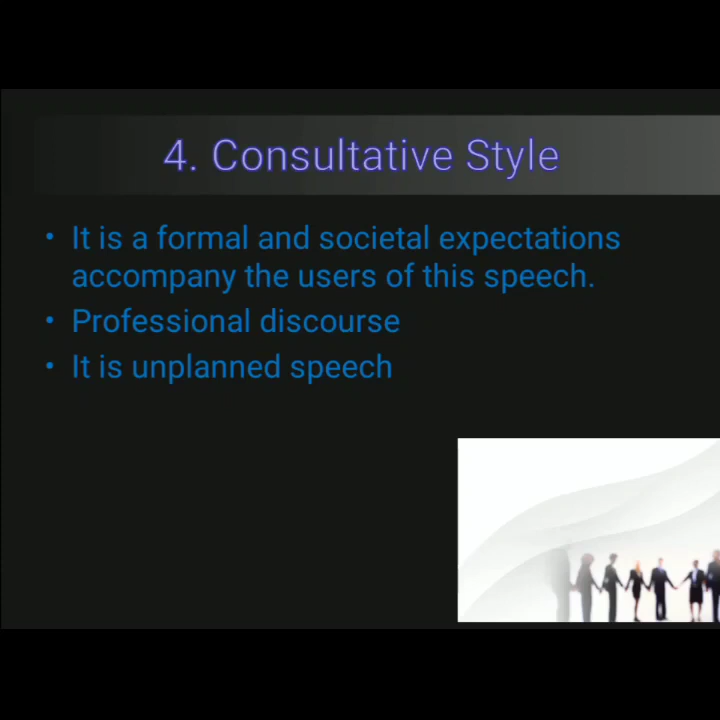 4. Consultative Style
• It is a formal and societal expectations
accompany the users of this speech.
• Professional discourse
• It is unplanned speech